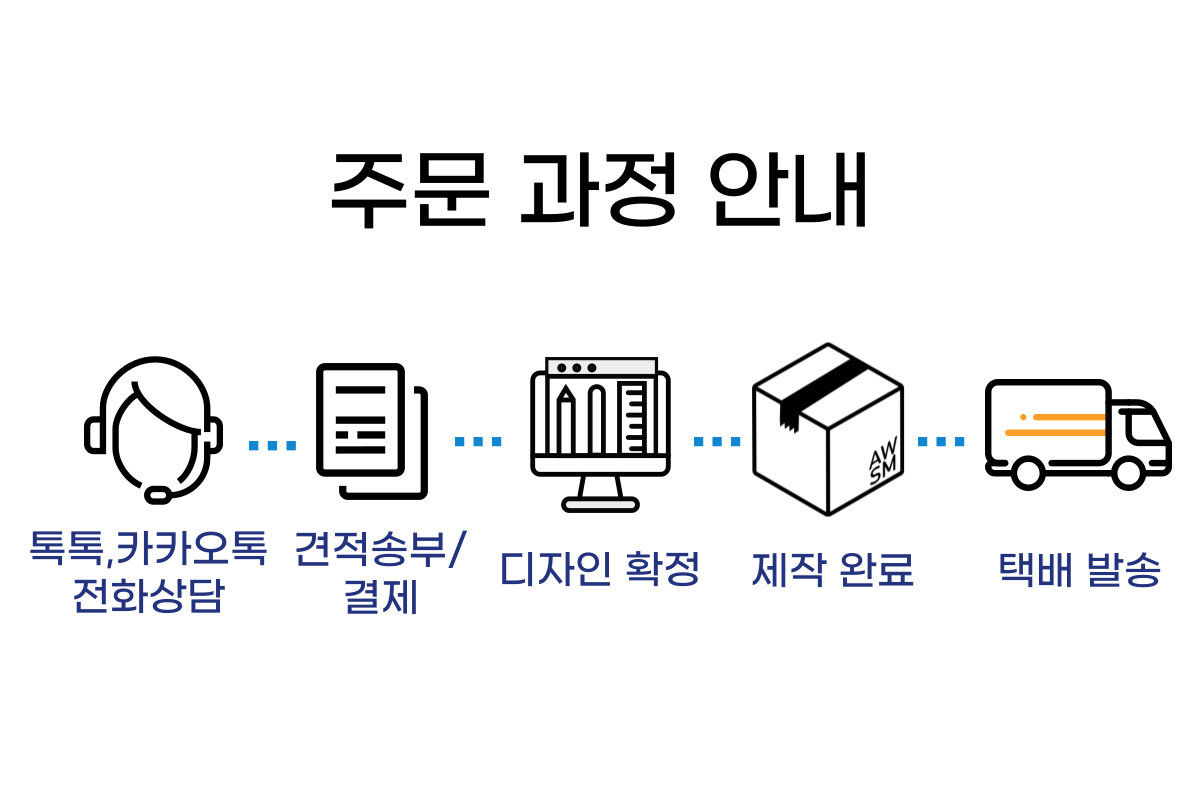 주문 과정 안내
AW
SM
톡톡,카카오톡
전화상담
견적송부/
결제
디자인 확정
제작 완료
택배 발송